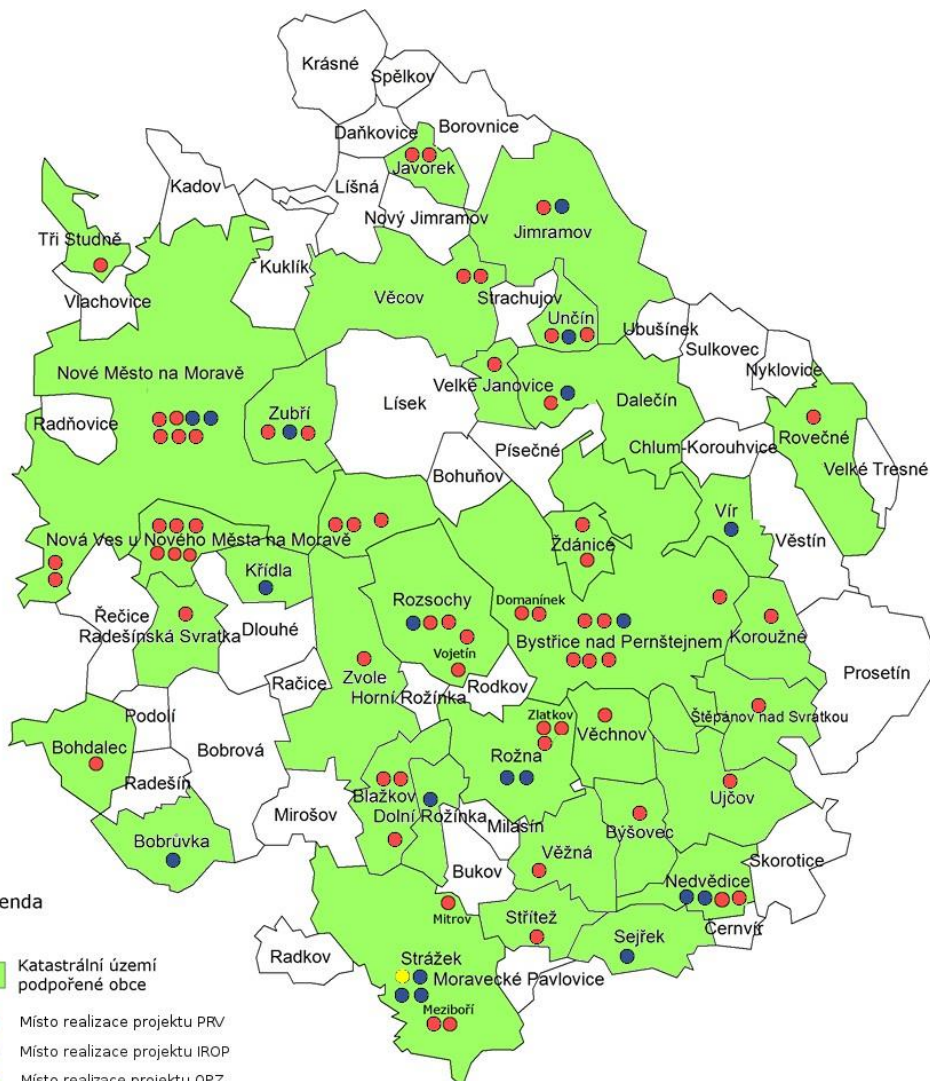 Krásné
Spělkov
Daňkovice
Borovnice
Javorek
Kadov
Líšná
Nový Jimramov
Jimramov
Tři Studně
Kuklík
Vlachovice
Věcov
Strachujov
Unčín
Ubušínek
Sulkovec
Nyklovice
Nové Město na Moravě
Velké Janovice
Lísek
Dalečín
Radňovice
Zubří
Rovečné
Písečné
Chlum-Korouhvice
Bohuňov
Velké Tresné
Vír
Nová Ves u Nového Města na Moravě
Věstín
Ždánice
Křídla
Řečice
Rozsochy
Domanínek
Radešínská Svratka
Dlouhé
Bystřice nad Pernštejnem
Koroužné
Vojetín
Zvole
Prosetín
Račice
Horní Rožínka
Rodkov
Podolí
Zlatkov
Štěpánov nad Svratkou
Věchnov
Bohdalec
Bobrová
Rožna
Radešín
Blažkov
Ujčov
Mirošov
Dolní Rožínka
Milasín
Býšovec
Bobrůvka
Skorotice
Bukov
Věžná
Nedvědice
enda
Mitrov
Střítež
Černvír
Sejřek
Radkov
Strážek
Katastrální území
podpořené obce
Moravecké Pavlovice
Meziboří
Místo realizace projektu PRV
Místo realizace projektu IROP
Místo realizace projektu OPZ